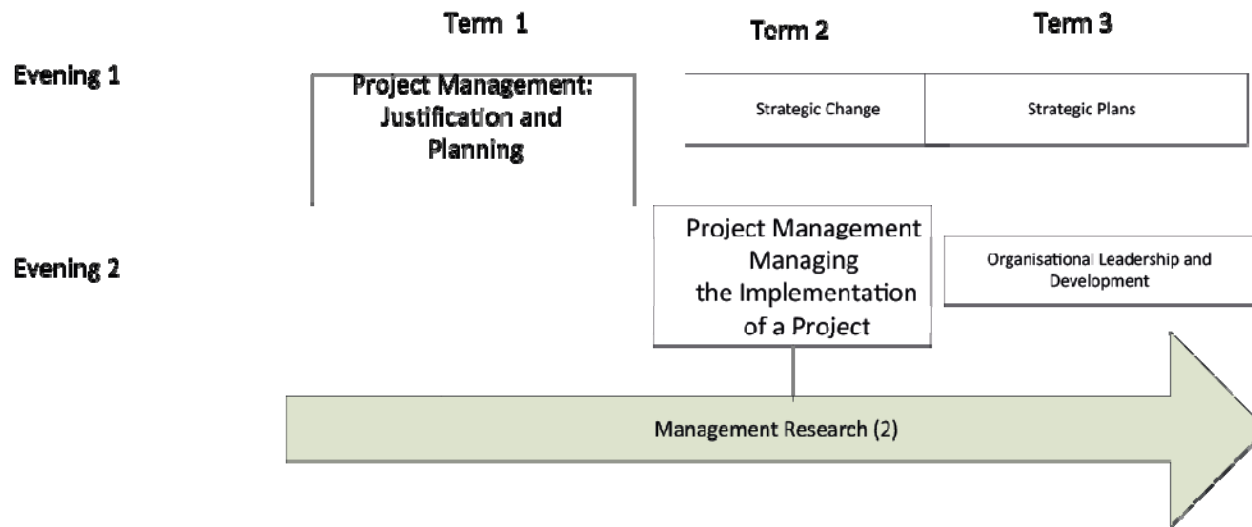 Term 1
Term 2
Term 3
Evening 1
Project Management:
Justification and
Planning
Strategic Change
Strategic Plans
Evening 2
Project Management
Managing
the Implementation
of a Project
Organisational Leadership and
Development
Management Research (2)